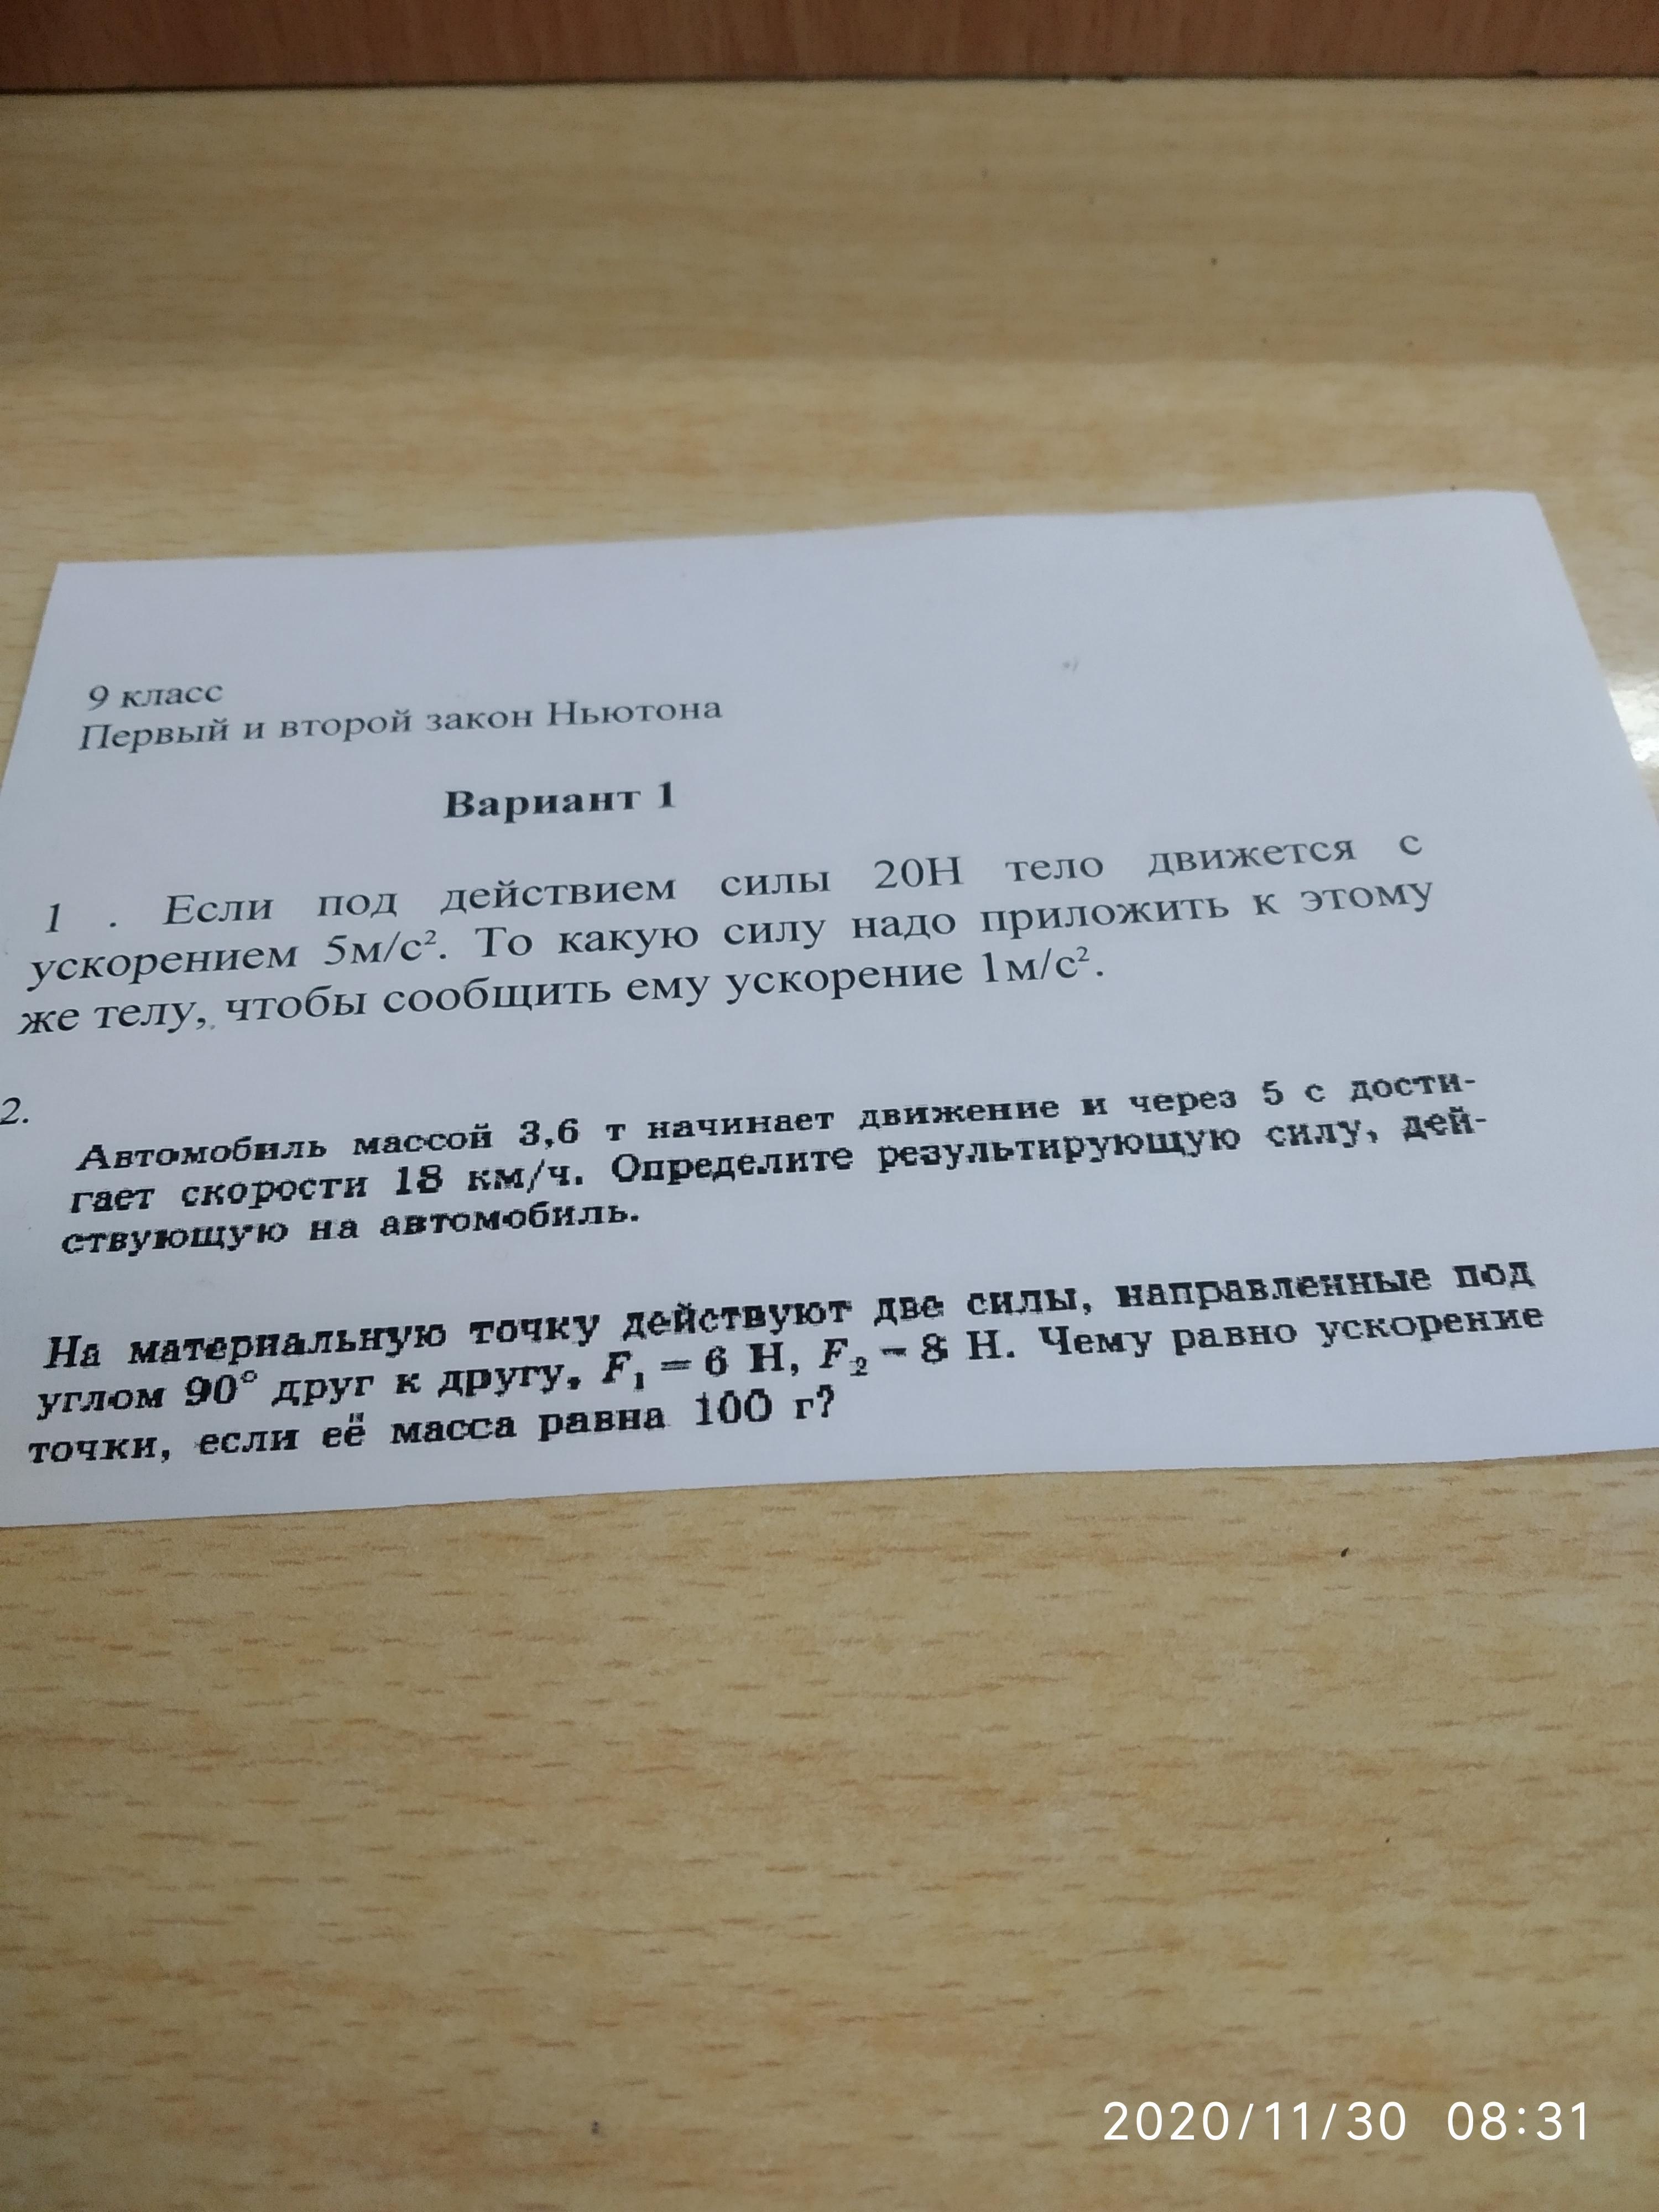 9 класс
Первый и второй закон Ньютона
Вариант 1
1 . Если под действием силы 20Н тело движется с
ускорением 5м/с². То какую силу надо приложить к этому
же телу, чтобы сообщить ему ускорение 1м/с².
2.
Автомобиль массой 3,6 т начинает движение и через 5 с дости-
гает скорости 18 км/ч. Определите результирующую силу, дей-
ствующую на автомобиль.
На материальную точку действуют две силы, направленные под
углом 90° друг к другу. F₁ = 6 Н, F₂ = 8 Н. Чему равно ускорение
точки, если её масса равна 100 г?
2020/11/30 08:31